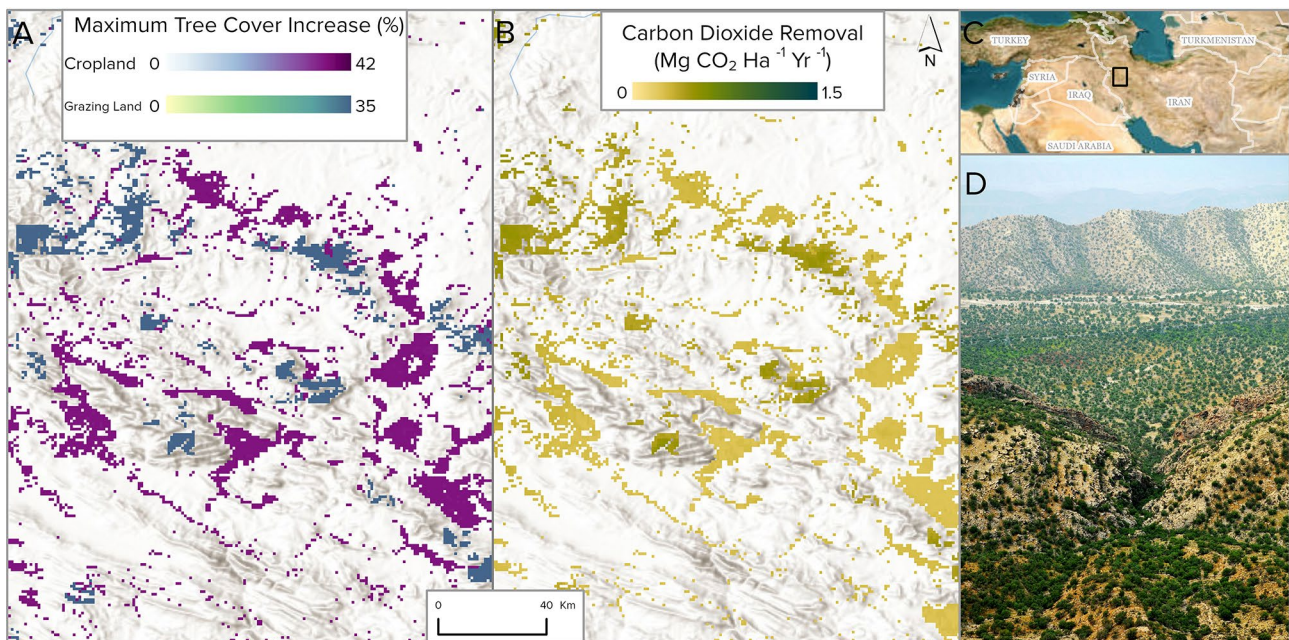 A
Maximum Tree Cover Increase (%)
Cropland 0 42
Grazing Land 0 35
B
Carbon Dioxide Removal
(Mg CO₂ Ha ⁻¹ Yr ⁻¹)
0 1.5
N
0 40 Km
C
TURKEY
TURKMENISTAN
SYRIA
IRAQ
IRAN
SAUDI ARABIA
D